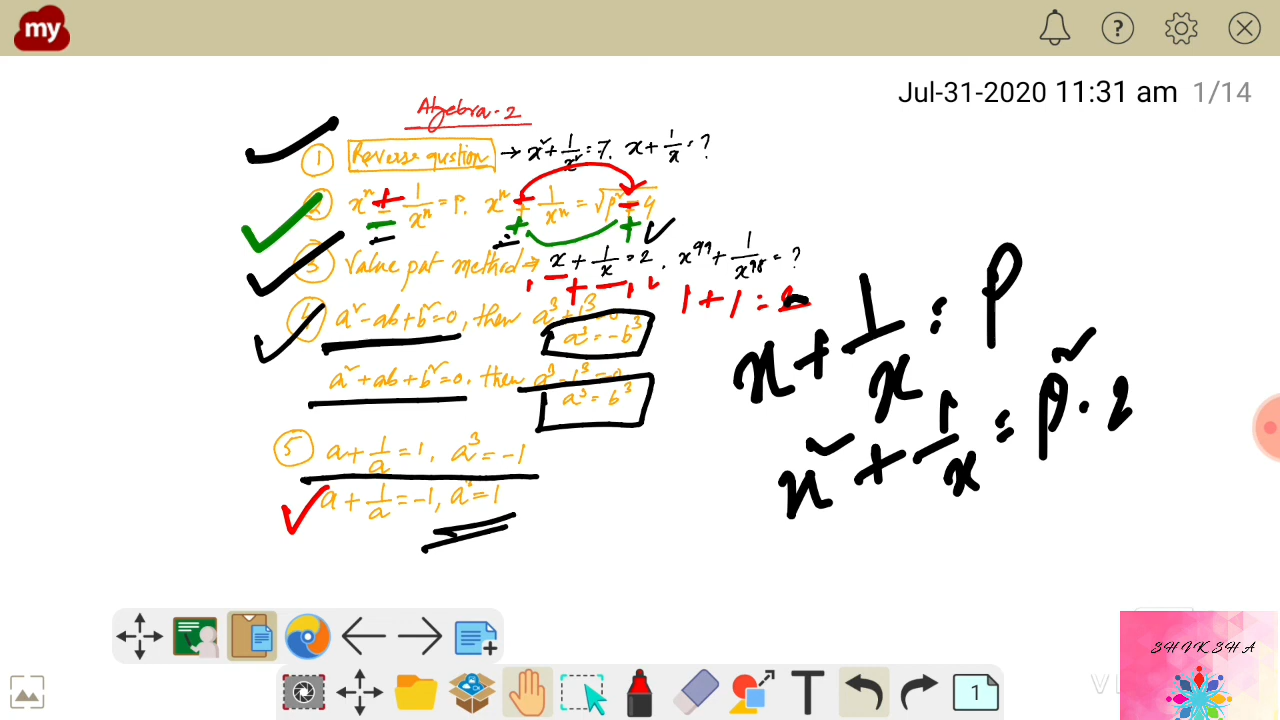 my
Jul-31-2020 11:31 am 1/14
Algebra-2
① Reverse question → x² + 1/x² = 7, x + 1/x = ?
② xⁿ ± 1/xⁿ = P, xⁿ ∓ 1/xⁿ = √P² ∓ 4
+ +
③ Value put method → x + 1/x = 2, x⁹⁹ + 1/x⁹⁸ = ?
1 + 1
1 + 1 = 2
④ a² - ab + b² = 0, then a³ + b³ = 0
a³ = -b³
a² + ab + b² = 0, then a³ - b³ = 0
a³ = b³
⑤ a + 1/a = 1, a³ = -1
a + 1/a = -1, a³ = 1
x + 1/x = P
x² + 1/x = P² - 2
T
1
SHIKSHA